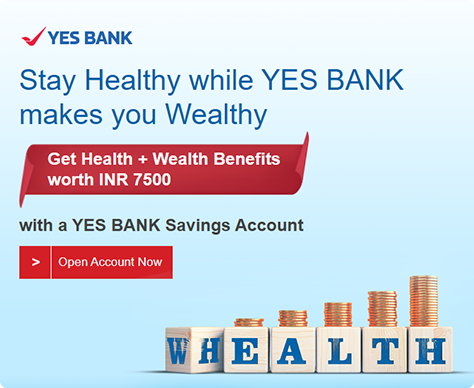 YES BANK
Stay Healthy while YES BANK
makes you Wealthy
Get Health + Wealth Benefits
worth INR 7500
with a YES BANK Savings Account
> Open Account Now
WHEALTH